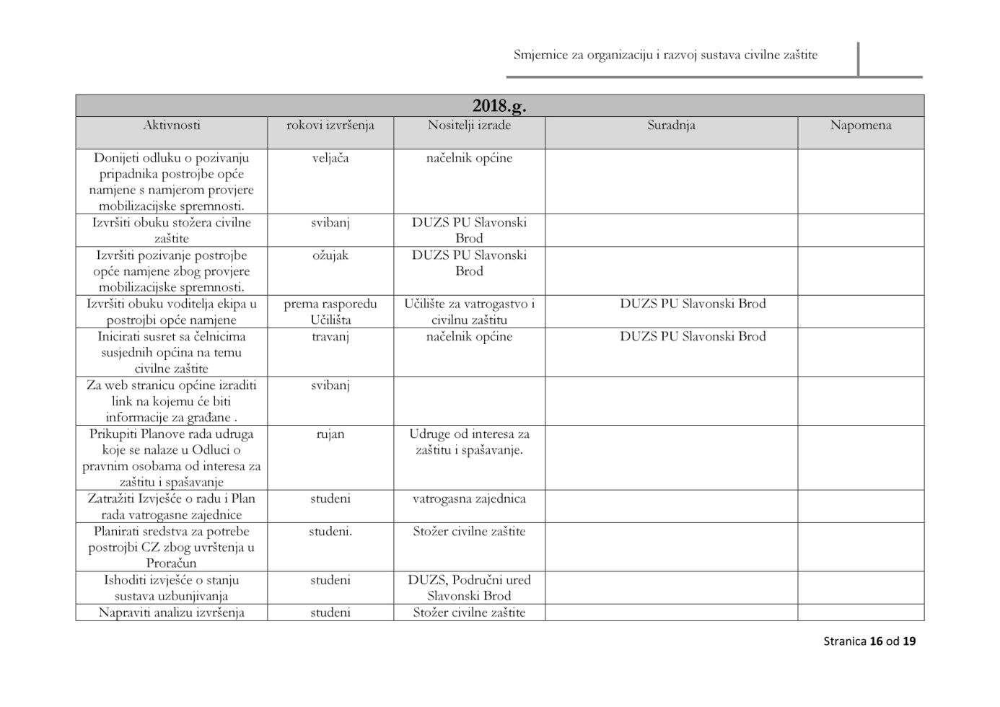 Smjernice za organizaciju i razvoj sustava civilne zaštite
2018.g.
Aktivnosti rokovi izvršenja Nositelji izrade Suradnja Napomena
Donijeti odluku o pozivanju veljača načelnik općine
pripadnika postrojbe opće
namjene s namjerom provjere
mobilizacijske spremnosti.
Izvršiti obuku stožera civilne svibanj DUZS PU Slavonski
zaštite Brod
Izvršiti pozivanje postrojbe ožujak DUZS PU Slavonski
opće namjene zbog provjere Brod
mobilizacijske spremnosti.
Izvršiti obuku voditelja ekipa u prema rasporedu Učilište za vatrogastvo i DUZS PU Slavonski Brod
postrojbi opće namjene Učilišta civilnu zaštitu
Inicirati susret sa čelnicima travanj načelnik općine DUZS PU Slavonski Brod
susjednih općina na temu
civilne zaštite
Za web stranicu općine izraditi svibanj
link na kojemu će biti
informacije za građane .
Prikupiti Planove rada udruga rujan Udruge od interesa za
koje se nalaze u Odluci o zaštitu i spašavanje.
pravnim osobama od interesa za
zaštitu i spašavanje
Zatražiti Izvješće o radu i Plan studeni vatrogasna zajednica
rada vatrogasne zajednice
Planirati sredstva za potrebe studeni. Stožer civilne zaštite
postrojbi CZ zbog uvrštenja u
Proračun
Ishoditi izvješće o stanju studeni DUZS, Područni ured
sustava uzbunjivanja Slavonski Brod
Napraviti analizu izvršenja studeni Stožer civilne zaštite
Stranica 16 od 19